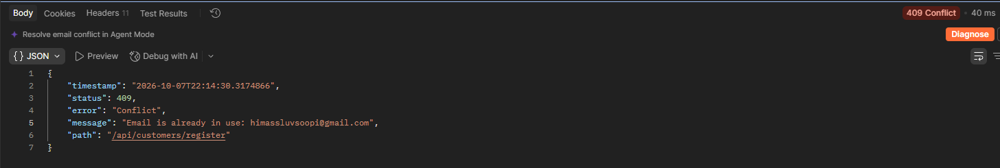 Body Cookies Headers 11 Test Results 409 Conflict • 40 ms
Resolve email conflict in Agent Mode Diagnose
{} JSON Preview Debug with AI
1 {
2 "timestamp": "2026-10-07T22:14:30.3174866",
3 "status": 409,
4 "error": "Conflict",
5 "message": "Email is already in use: himassluvsoopi@gmail.com",
6 "path": "/api/customers/register"
7 }